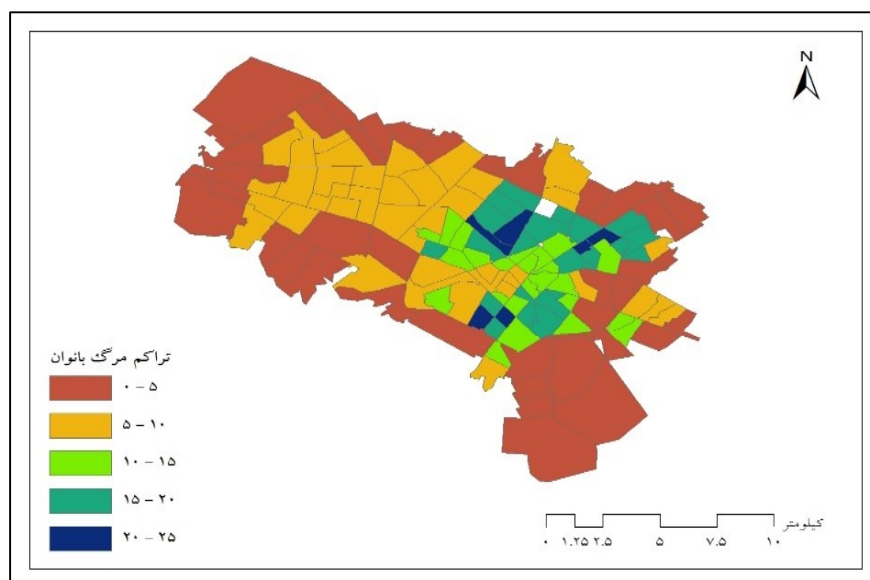 N
تراکم مرگ بانوان
۰ – ۵
۵ – ۱۰
۱۰ – ۱۵
۱۵ – ۲۰
۲۰ – ۲۵
کیلومتر
۰ ۱.۲۵ ۲.۵ ۵ ۷.۵ ۱۰